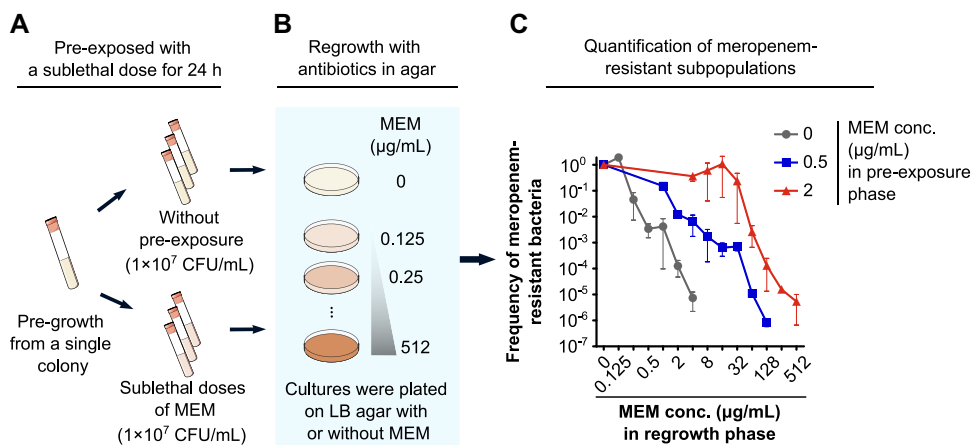 A
Pre-exposed with
a sublethal dose for 24 h
Pre-growth
from a single
colony
Without
pre-exposure
(1×10⁷ CFU/mL)
Sublethal doses
of MEM
(1×10⁷ CFU/mL)
B
Regrowth with
antibiotics in agar
MEM
(µg/mL)
0
0.125
0.25
...
512
Cultures were plated
on LB agar with
or without MEM
C
Quantification of meropenem-
resistant subpopulations
0
0.5
2
MEM conc.
(µg/mL)
in pre-exposure
phase
Frequency of meropenem-
resistant bacteria
10⁰
10⁻¹
10⁻²
10⁻³
10⁻⁴
10⁻⁵
10⁻⁶
10⁻⁷
0
0.125
0.5
2
8
32
128
512
MEM conc. (µg/mL)
in regrowth phase